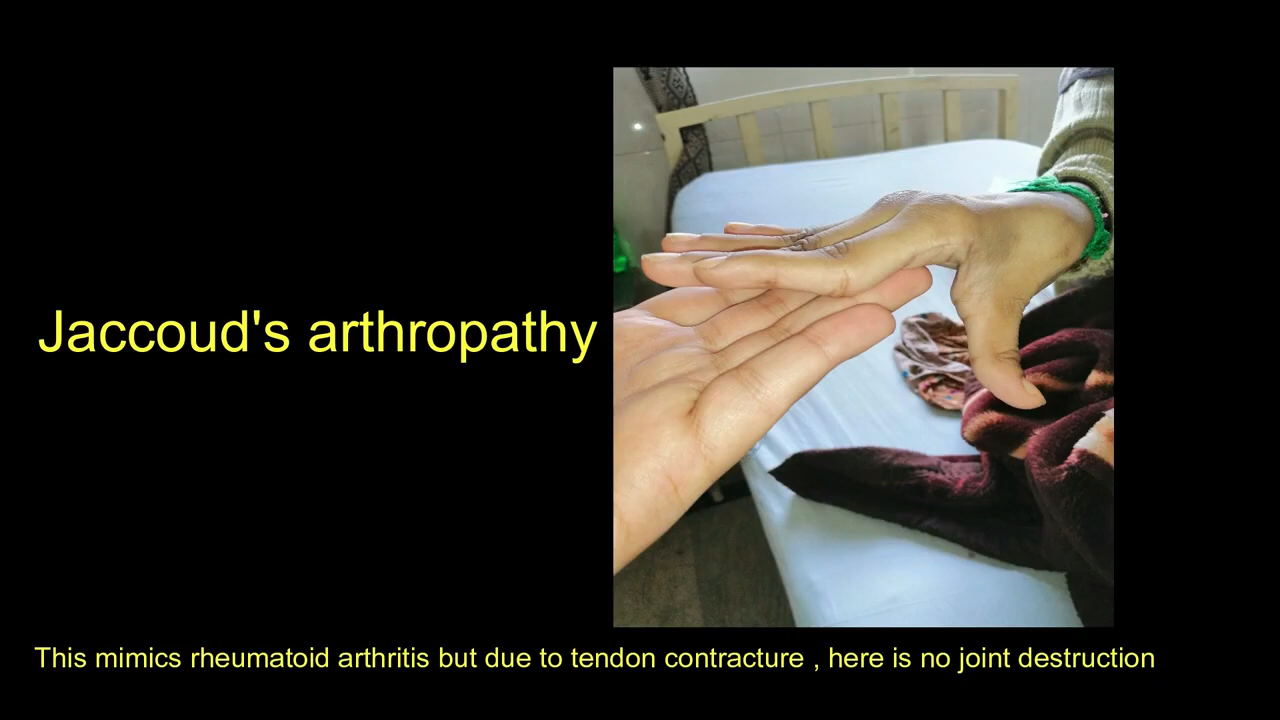 Jaccoud's arthropathy
This mimics rheumatoid arthritis but due to tendon contracture , here is no joint destruction